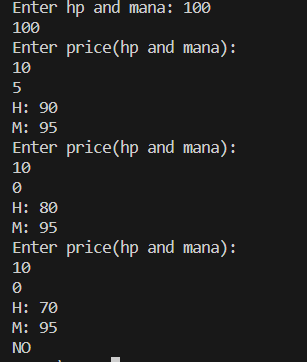 Enter hp and mana: 100
100
Enter price(hp and mana):
10
5
H: 90
M: 95
Enter price(hp and mana):
10
0
H: 80
M: 95
Enter price(hp and mana):
10
0
H: 70
M: 95
NO